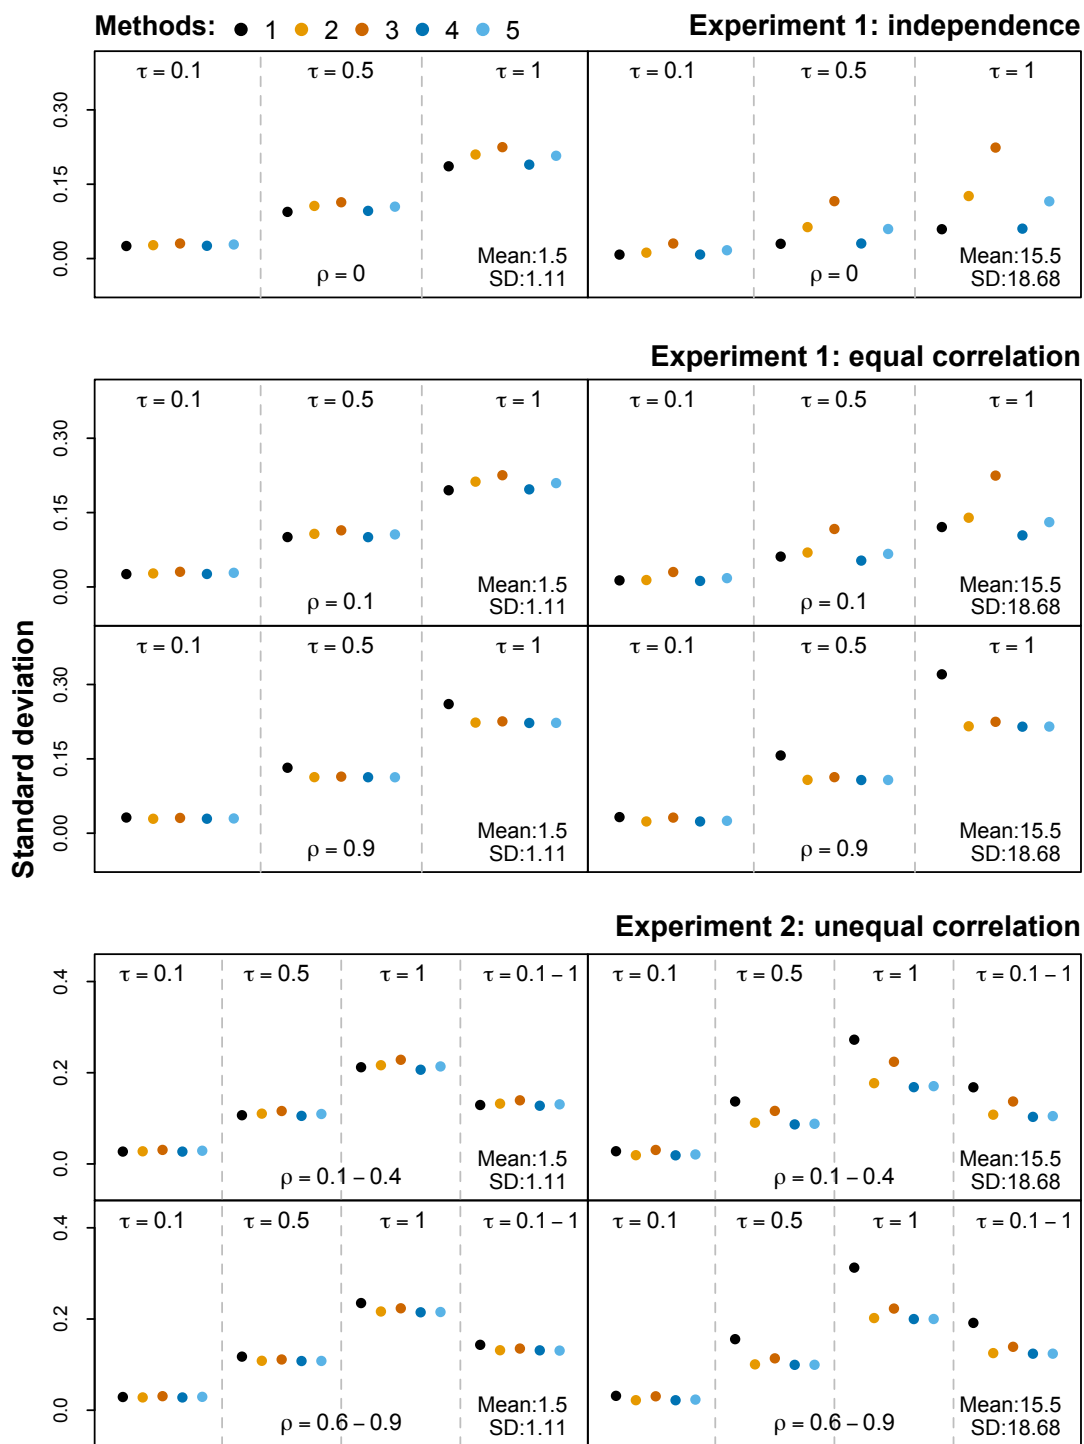 Methods: 1 2 3 4 5 Experiment 1: independence
τ = 0.1 τ = 0.5 τ = 1 τ = 0.1 τ = 0.5 τ = 1
0.30
0.15
0.00
ρ = 0
Mean:1.5
SD:1.11
ρ = 0
Mean:15.5
SD:18.68
Experiment 1: equal correlation
τ = 0.1 τ = 0.5 τ = 1 τ = 0.1 τ = 0.5 τ = 1
0.30
0.15
0.00
ρ = 0.1
Mean:1.5
SD:1.11
ρ = 0.1
Mean:15.5
SD:18.68
Standard deviation
τ = 0.1 τ = 0.5 τ = 1 τ = 0.1 τ = 0.5 τ = 1
0.30
0.15
0.00
ρ = 0.9
Mean:1.5
SD:1.11
ρ = 0.9
Mean:15.5
SD:18.68
Experiment 2: unequal correlation
τ = 0.1 τ = 0.5 τ = 1 τ = 0.1 − 1 τ = 0.1 τ = 0.5 τ = 1 τ = 0.1 − 1
0.4
0.2
0.0
ρ = 0.1 − 0.4
Mean:1.5
SD:1.11
ρ = 0.1 − 0.4
Mean:15.5
SD:18.68
τ = 0.1 τ = 0.5 τ = 1 τ = 0.1 − 1 τ = 0.1 τ = 0.5 τ = 1 τ = 0.1 − 1
0.4
0.2
0.0
ρ = 0.6 − 0.9
Mean:1.5
SD:1.11
ρ = 0.6 − 0.9
Mean:15.5
SD:18.68